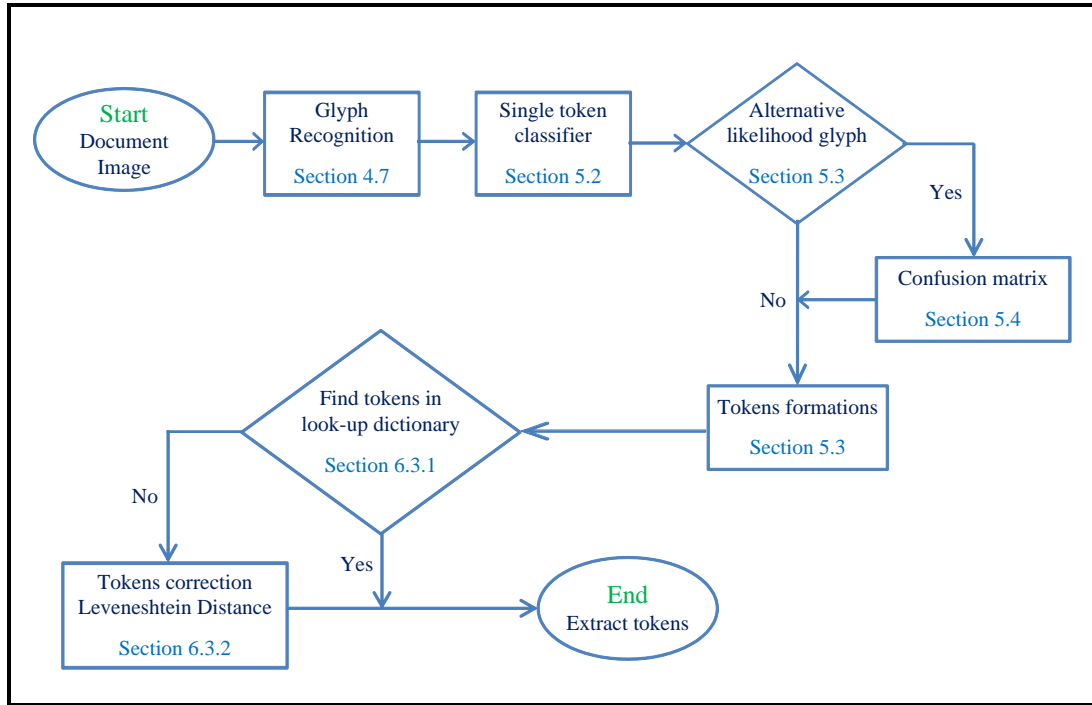 Start
Document
Image
Glyph
Recognition
Section 4.7
Single token
classifier
Section 5.2
Alternative
likelihood glyph
Section 5.3
Yes
Confusion matrix
Section 5.4
No
Tokens formations
Section 5.3
Find tokens in
look-up dictionary
Section 6.3.1
No
Yes
Tokens correction
Leveneshtein Distance
Section 6.3.2
End
Extract tokens